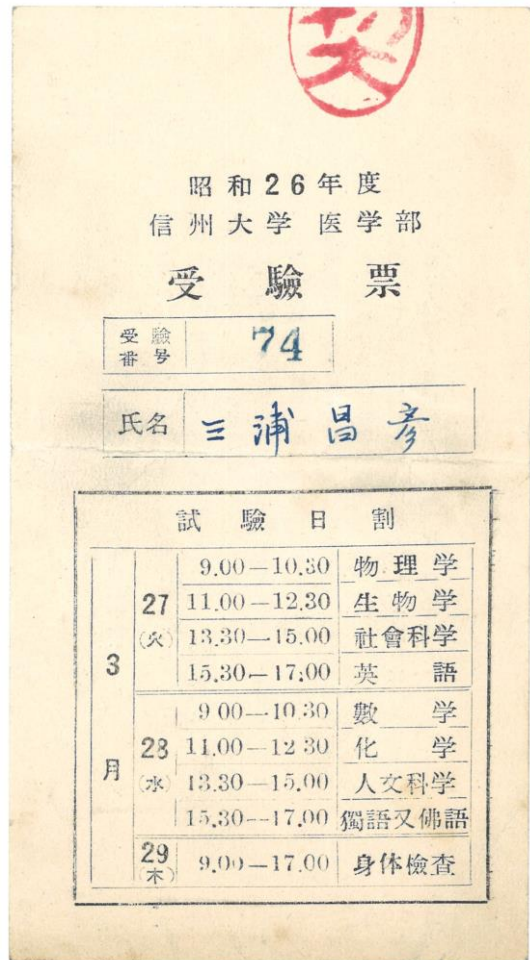 契
昭和26年度
信州大学 医学部
受驗票
受驗番号 74
氏名 三浦昌彦
試驗日割
3月
27(火)
9.00—10.30 物理学
11.00—12.30 生物学
13.30—15.00 社會科学
15.30—17.00 英語
28(水)
9 00—10.30 數学
11.00—12 30 化学
13.30—15.00 人文科学
15.30—17.00 獨語又佛語
29(木)
9.00—17.00 身体檢査